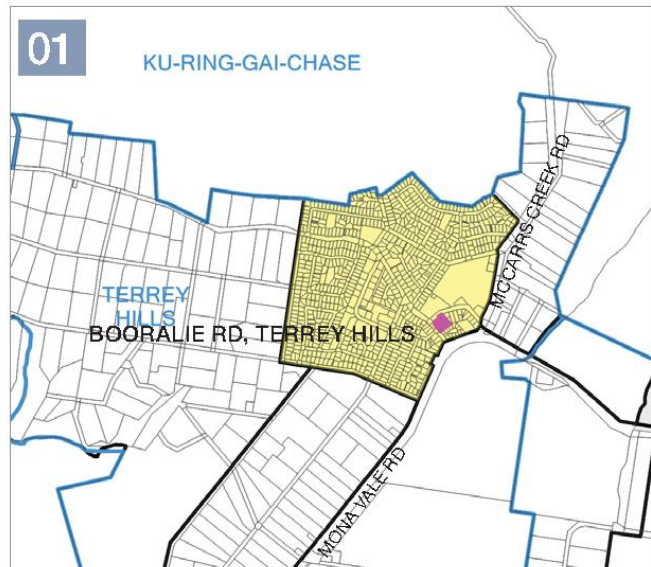 01
KU-RING-GAI-CHASE
MCCARRS CREEK RD
TERREY
HILLS
BOORALIE RD, TERREY HILLS
MONA VALE RD